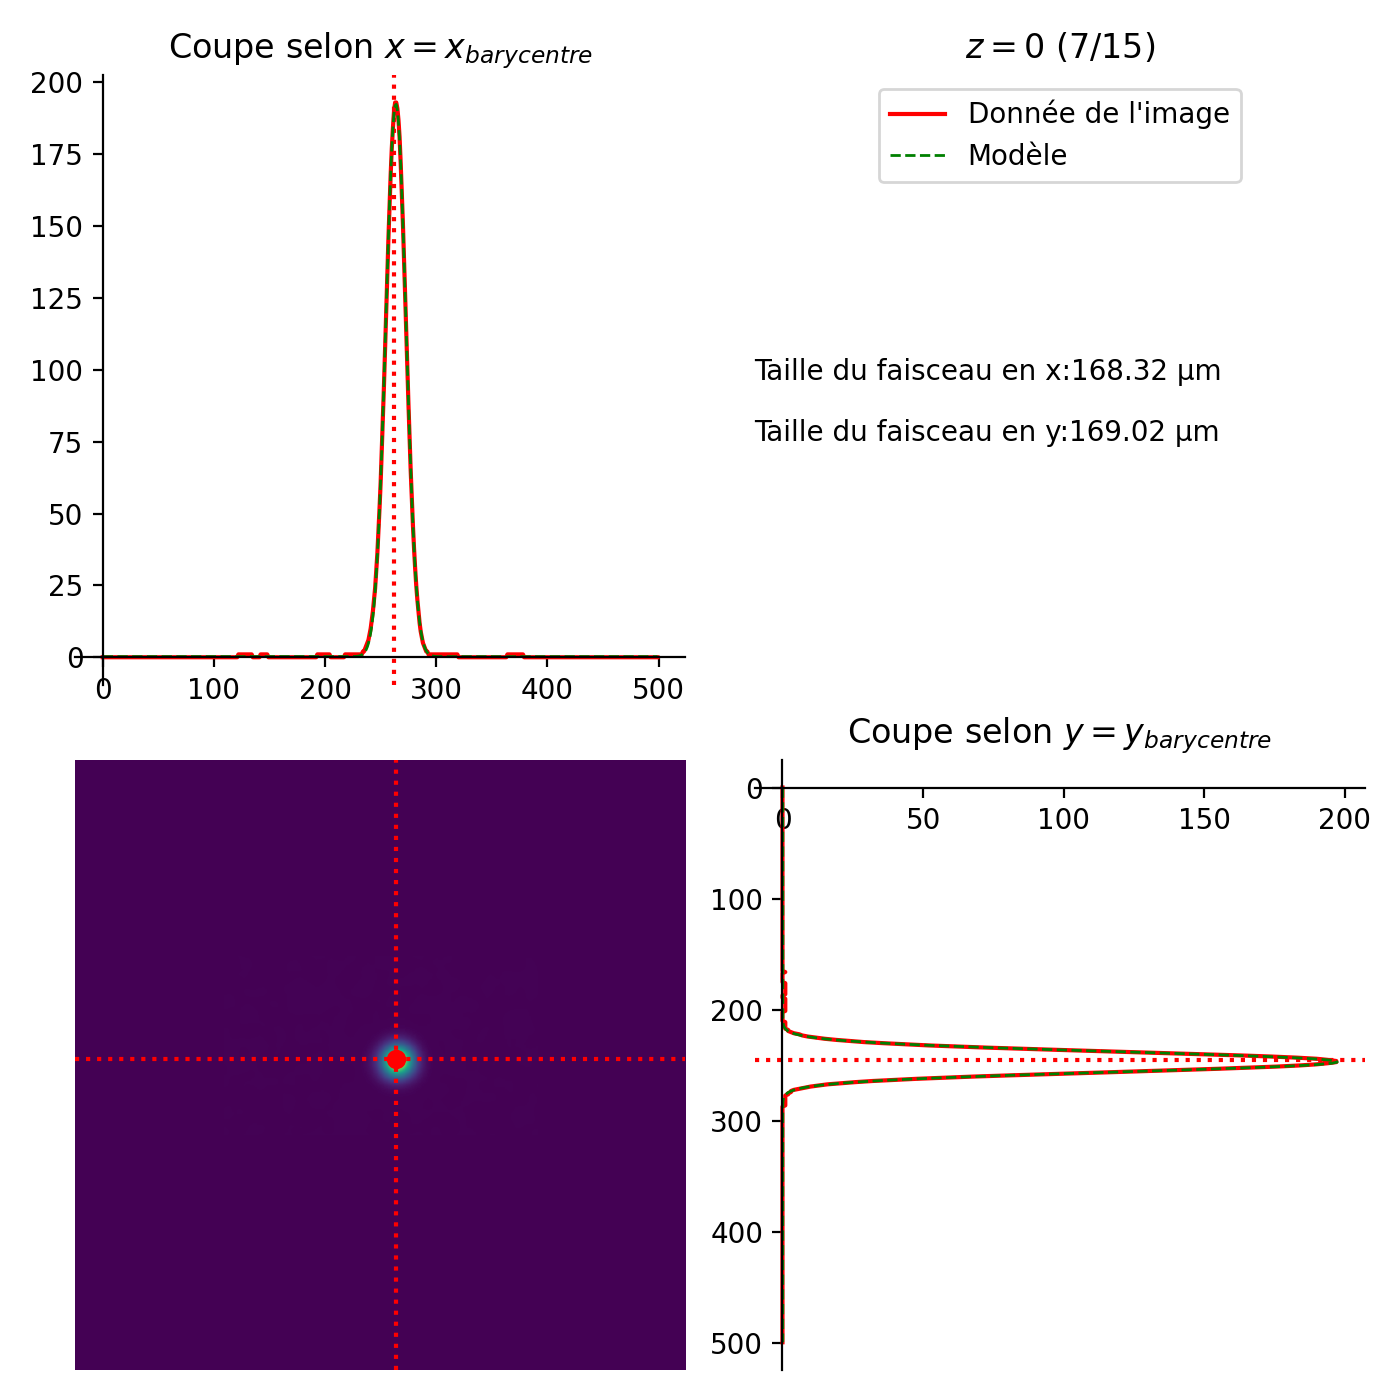 Coupe selon x = x_barycentre
200
175
150
125
100
75
50
25
0
0 100 200 300 400 500
z = 0 (7/15)
Donnée de l'image
Modèle
Taille du faisceau en x:168.32 µm
Taille du faisceau en y:169.02 µm
Coupe selon y = y_barycentre
0
0 50 100 150 200
100
200
300
400
500